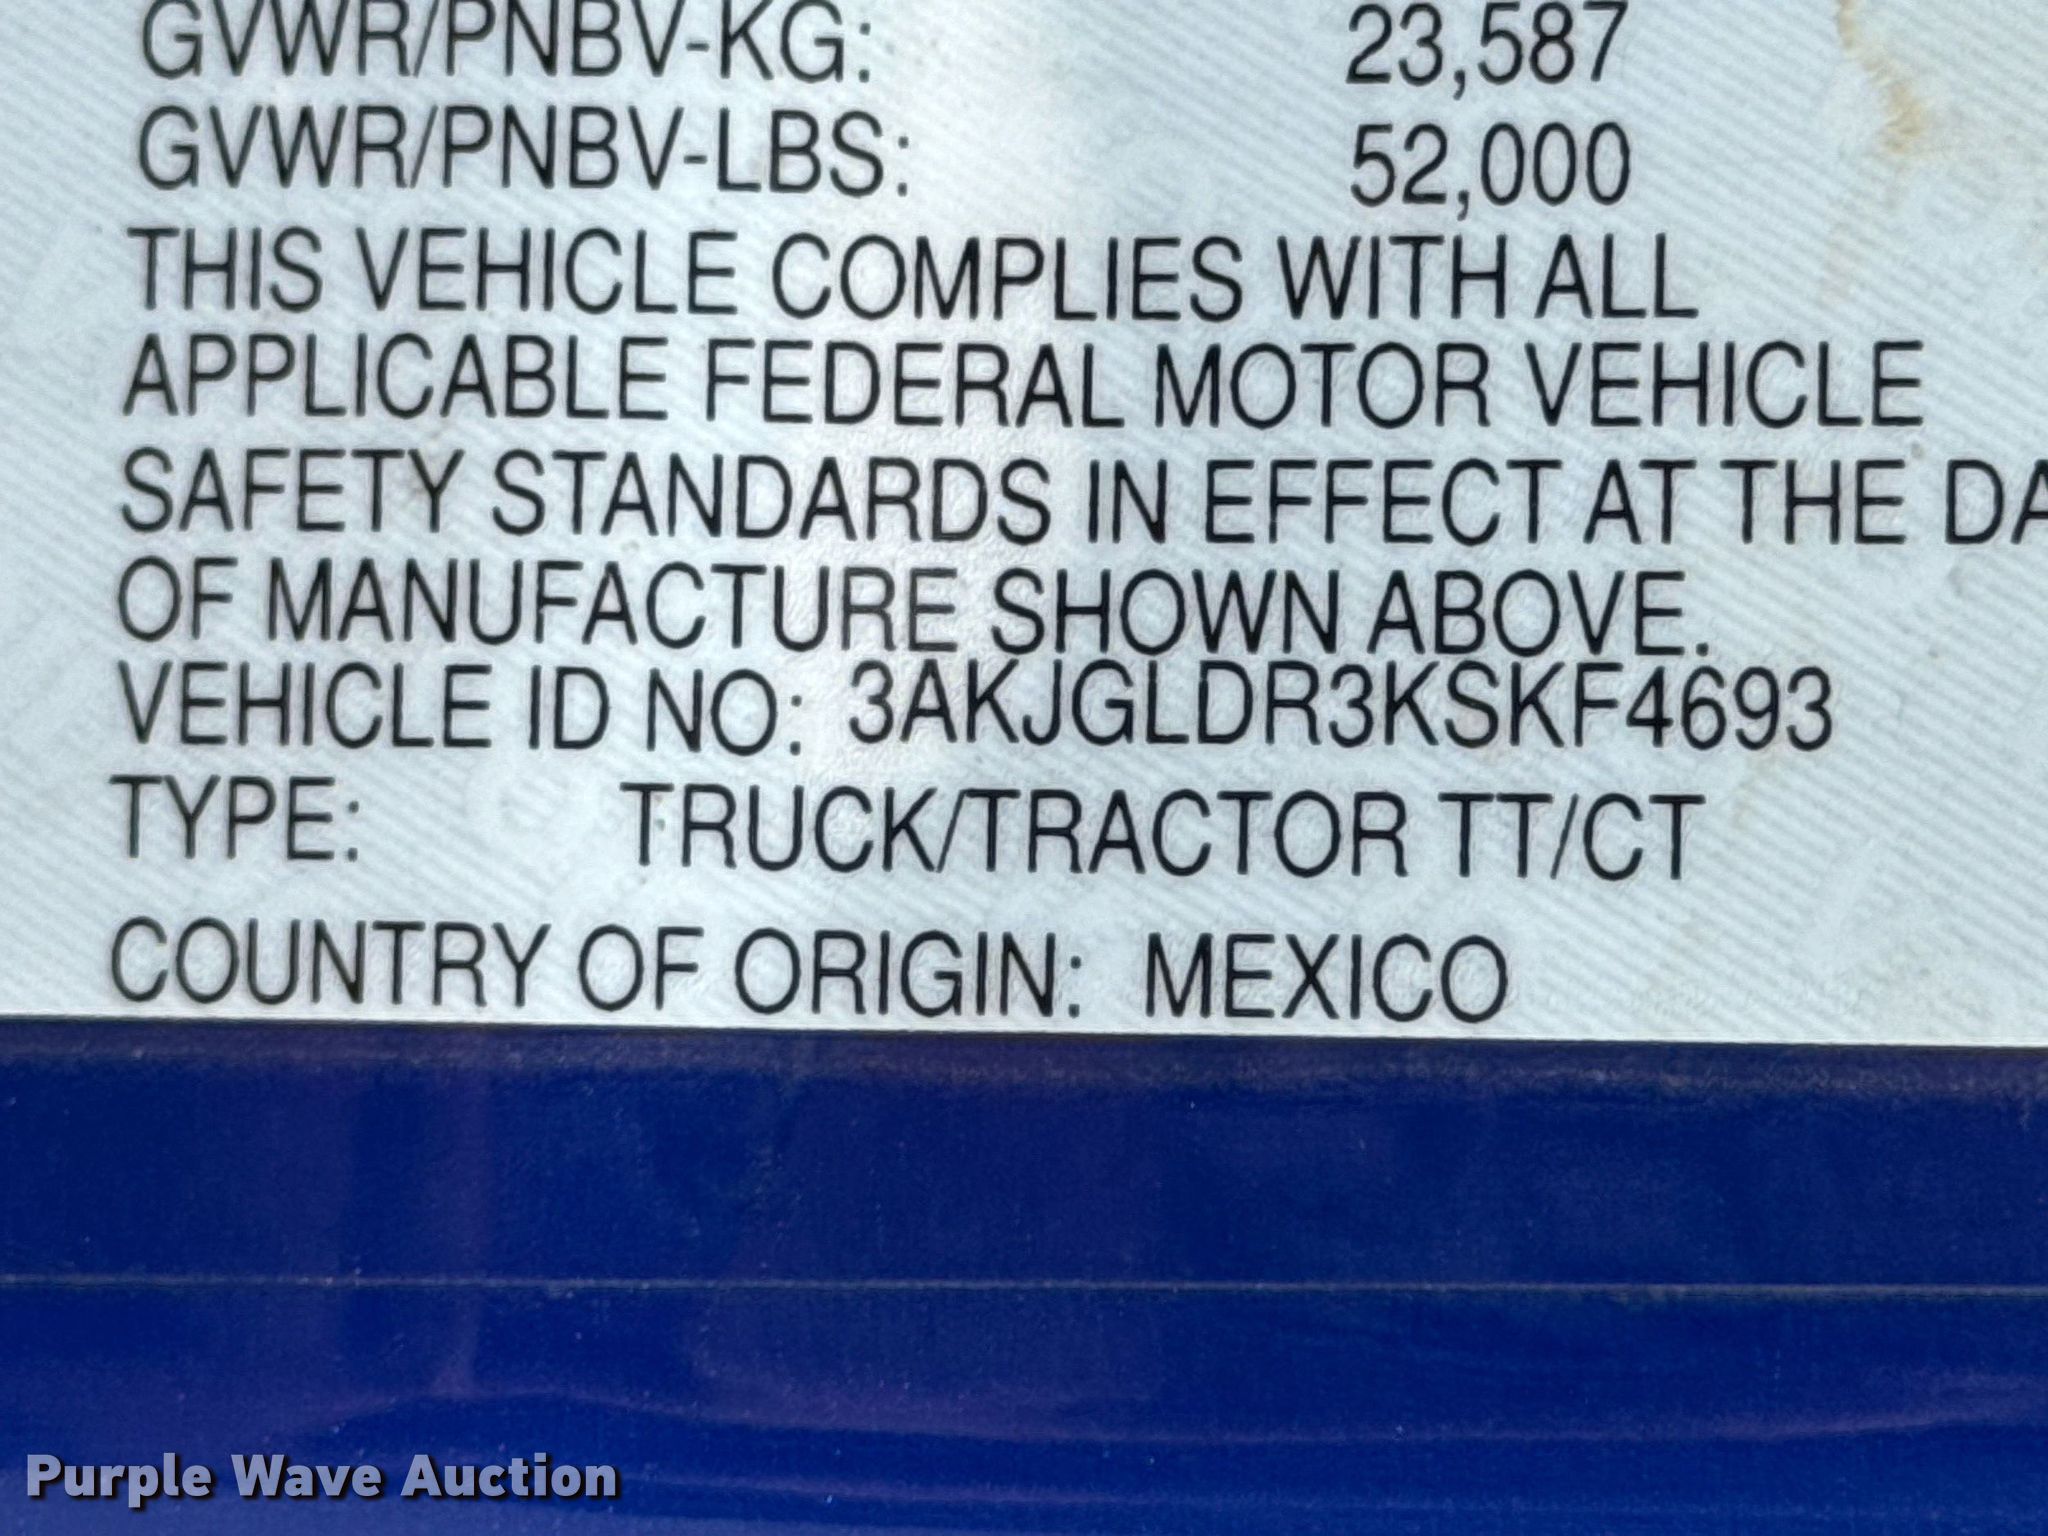 GVWR/PNBV-KG: 23,587
GVWR/PNBV-LBS: 52,000
THIS VEHICLE COMPLIES WITH ALL
APPLICABLE FEDERAL MOTOR VEHICLE
SAFETY STANDARDS IN EFFECT AT THE DA
OF MANUFACTURE SHOWN ABOVE.
VEHICLE ID NO: 3AKJGLDR3KSKF4693
TYPE: TRUCK/TRACTOR TT/CT
COUNTRY OF ORIGIN: MEXICO
Purple Wave Auction